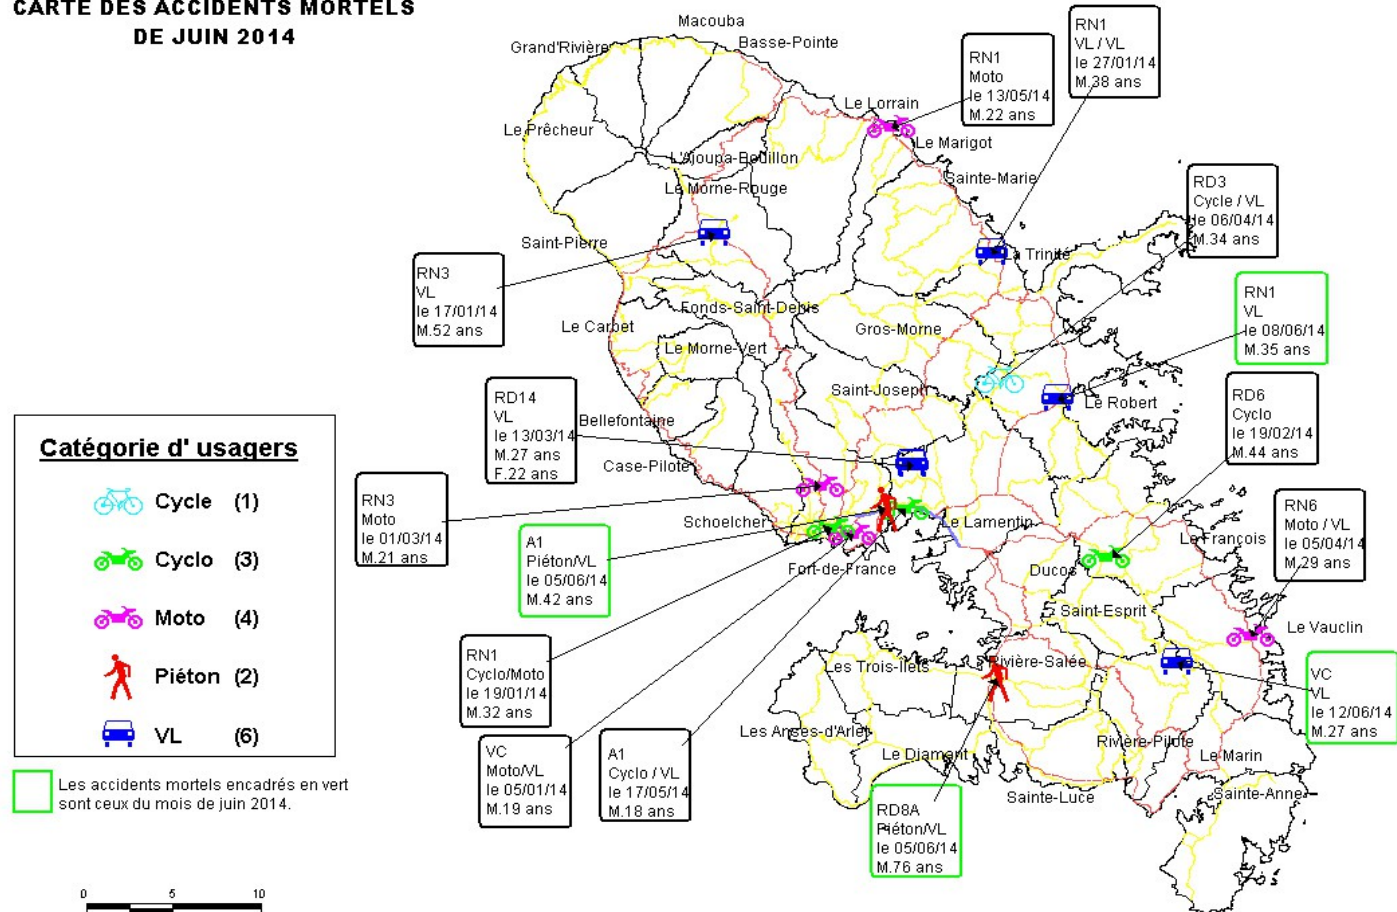 CARTE DES ACCIDENTS MORTELS
DE JUIN 2014
Macouba
Grand'Rivière
Basse-Pointe
RN1
VL / VL
le 27/01/14
M.38 ans
RN1
Moto
le 13/05/14
M.22 ans
Le Lorrain
Le Prêcheur
Le Marigot
L'Ajoupa-Bouillon
Sainte-Marie
Le Morne-Rouge
RD3
Cycle / VL
le 06/04/14
M.34 ans
Saint-Pierre
La Trinité
RN3
VL
le 17/01/14
M.52 ans
RN1
VL
le 08/06/14
M.35 ans
Fonds-Saint-Denis
Le Carbet
Gros-Morne
Le Morne-Vert
Saint-Joseph
Le Robert
RD14
VL
le 13/03/14
M.27 ans
F.22 ans
RD6
Cyclo
le 19/02/14
M.44 ans
Bellefontaine
Case-Pilote
Catégorie d' usagers
Cycle (1)
Cyclo (3)
Moto (4)
Piéton (2)
VL (6)
Les accidents mortels encadrés en vert
sont ceux du mois de juin 2014.
RN3
Moto
le 01/03/14
M.21 ans
Schoelcher
Le Lamentin
RN6
Moto / VL
le 05/04/14
M.29 ans
Le François
A1
Piéton/VL
le 05/06/14
M.42 ans
Fort-de-France
Ducos
Saint-Esprit
Le Vauclin
RN1
Cyclo/Moto
le 19/01/14
M.32 ans
Les Trois-Ilets
Rivière-Salée
VC
VL
le 12/06/14
M.27 ans
VC
Moto/VL
le 05/01/14
M.19 ans
A1
Cyclo / VL
le 17/05/14
M.18 ans
Les Anses-d'Arlet
Le Diamant
Rivière-Pilote
Le Marin
Sainte-Luce
Sainte-Anne
RD8A
Piéton/VL
le 05/06/14
M.76 ans
0 5 10